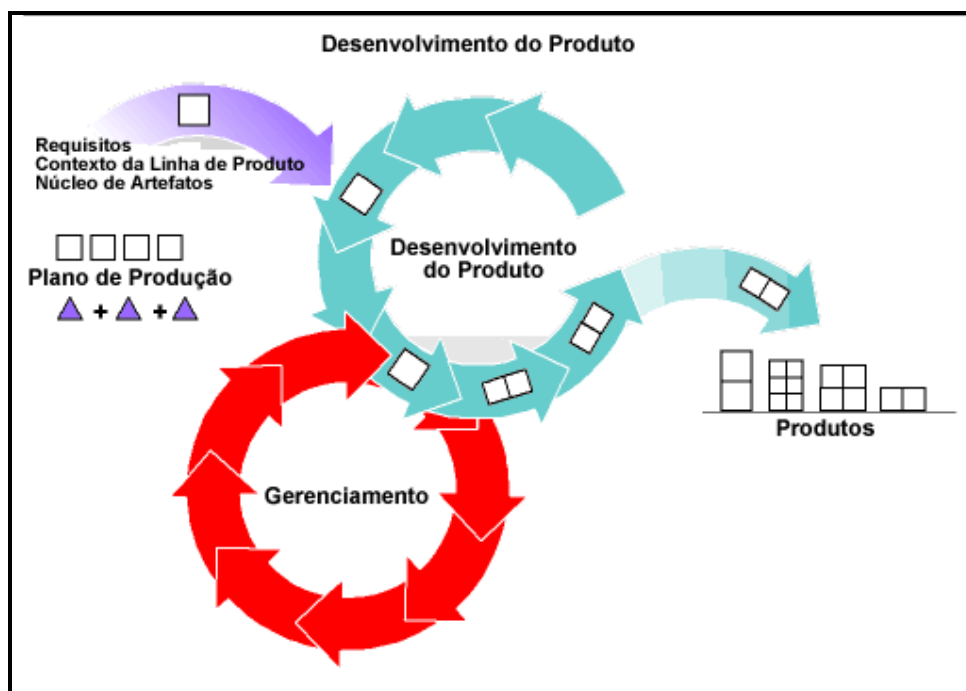 Desenvolvimento do Produto
Requisitos
Contexto da Linha de Produto
Núcleo de Artefatos
Plano de Produção
+ +
Desenvolvimento
do Produto
Produtos
Gerenciamento